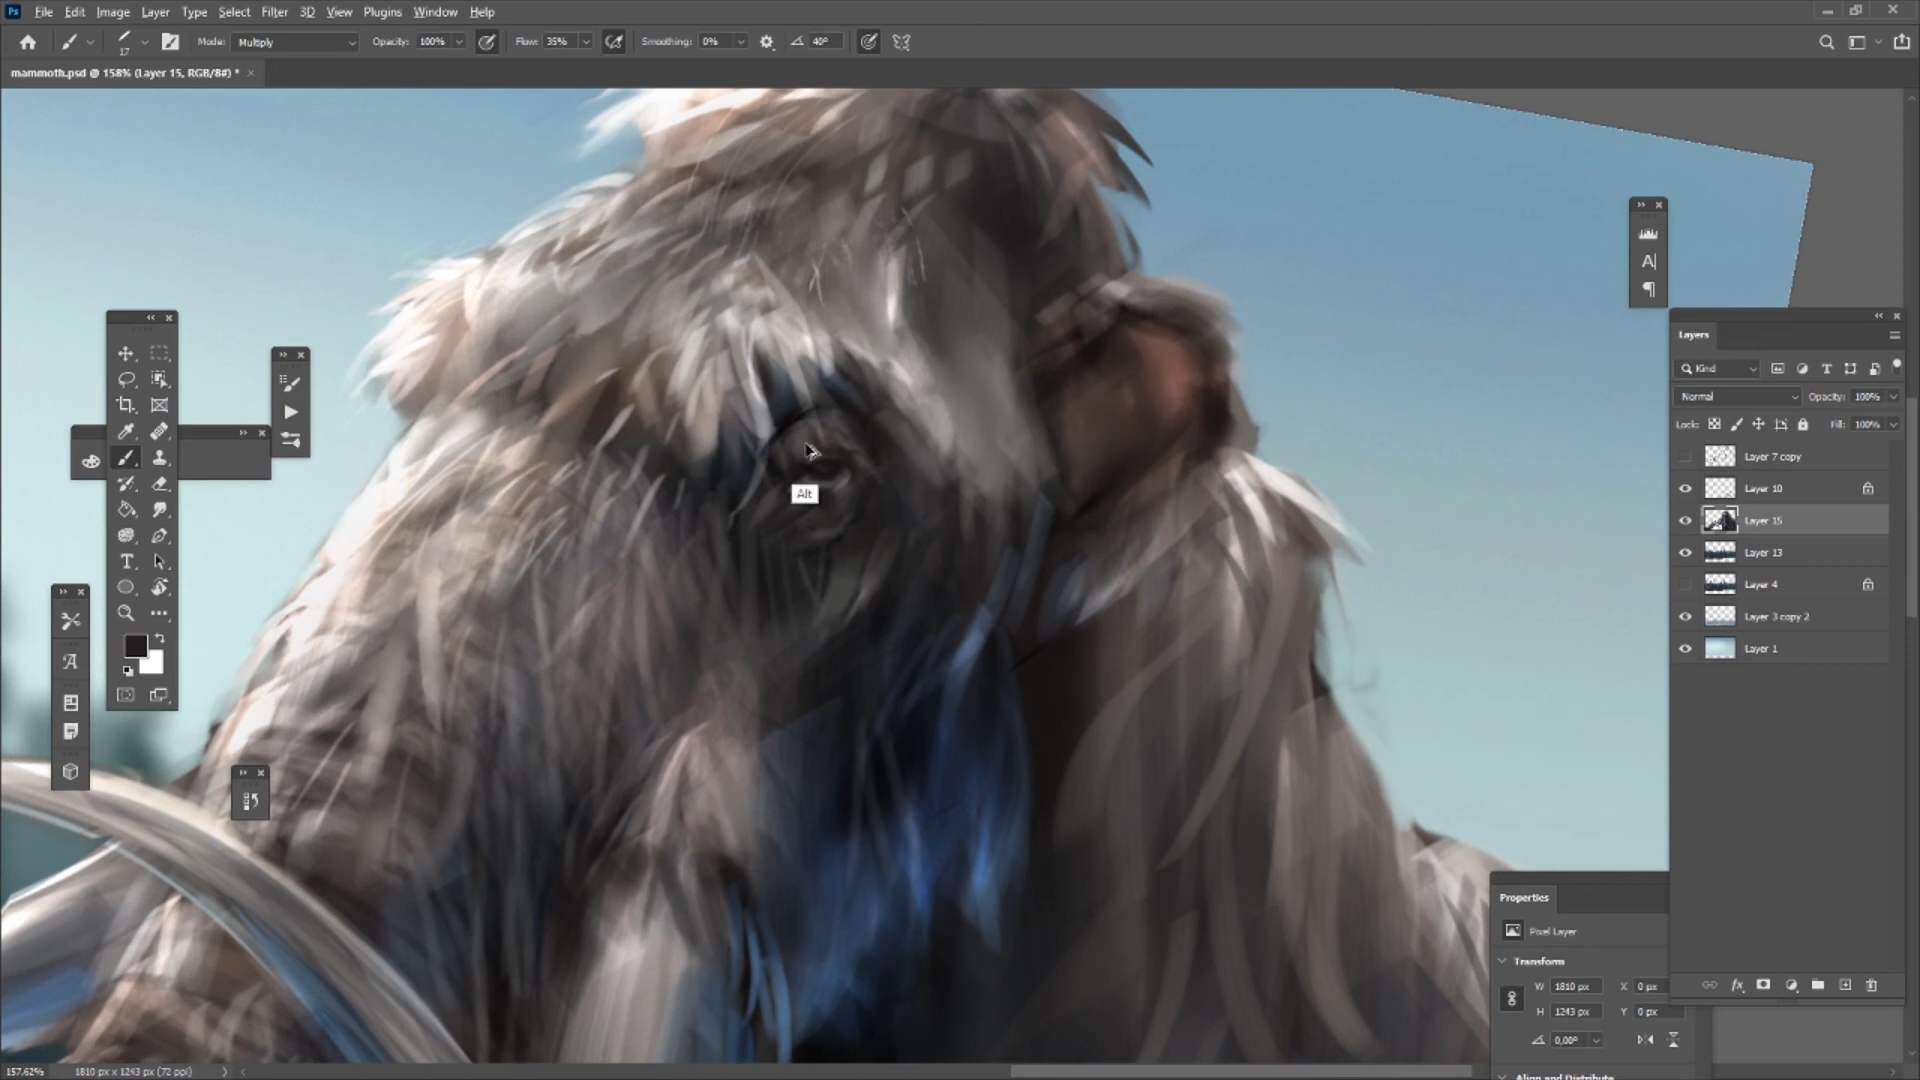 Ps File Edit Image Layer Type Select Filter 3D View Plugins Window Help
17 Mode: Multiply Opacity: 100% Flow: 35% Smoothing: 0% 40°
mammoth.psd @ 158% (Layer 15, RGB/8#) * ×
Layers
Kind
Normal Opacity: 100%
Lock: Fill: 100%
Layer 7 copy
Layer 10
Layer 15
Layer 13
Layer 4
Layer 3 copy 2
Layer 1
Alt
Properties
Pixel Layer
Transform
W 1810 px X 0 px
H 1243 px Y 0 px
0,00°
Align and Distribute
157.62% 1810 px x 1243 px (72 ppi)